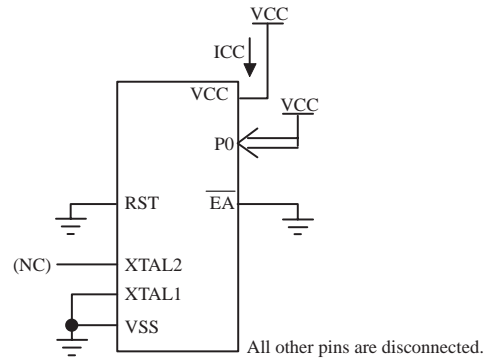 VCC
ICC
VCC
VCC
P0
RST
EA
(NC)
XTAL2
XTAL1
VSS
All other pins are disconnected.